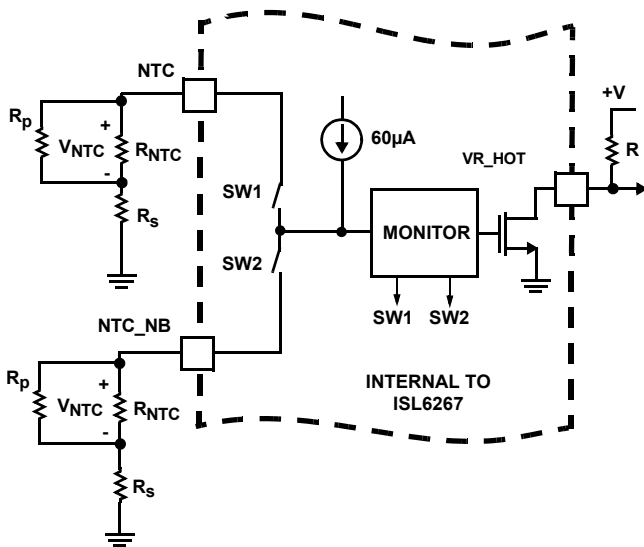 NTC
+V
Rp
+
VNTC
RNTC
-
Rs
60µA
VR_HOT
R
SW1
MONITOR
SW2
SW1
SW2
NTC_NB
Rp
+
VNTC
RNTC
-
Rs
INTERNAL TO
ISL6267